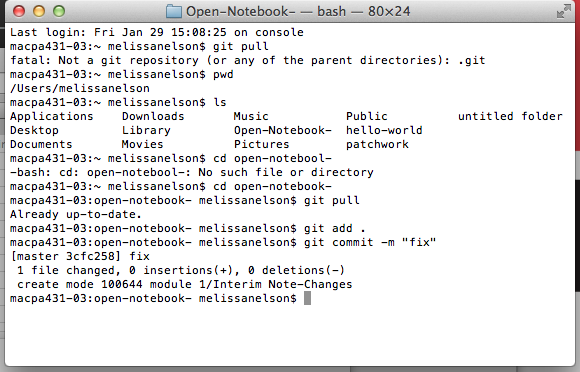 Open-Notebook- — bash — 80×24
Last login: Fri Jan 29 15:08:25 on console
macpa431-03:~ melissanelson$ git pull
fatal: Not a git repository (or any of the parent directories): .git
macpa431-03:~ melissanelson$ pwd
/Users/melissanelson
macpa431-03:~ melissanelson$ ls
Applications Downloads Music Public untitled folder
Desktop Library Open-Notebook- hello-world
Documents Movies Pictures patchwork
macpa431-03:~ melissanelson$ cd open-notebool-
-bash: cd: open-notebool-: No such file or directory
macpa431-03:~ melissanelson$ cd open-notebook-
macpa431-03:open-notebook- melissanelson$ git pull
Already up-to-date.
macpa431-03:open-notebook- melissanelson$ git add .
macpa431-03:open-notebook- melissanelson$ git commit -m "fix"
[master 3cfc258] fix
 1 file changed, 0 insertions(+), 0 deletions(-)
 create mode 100644 module 1/Interim Note-Changes
macpa431-03:open-notebook- melissanelson$